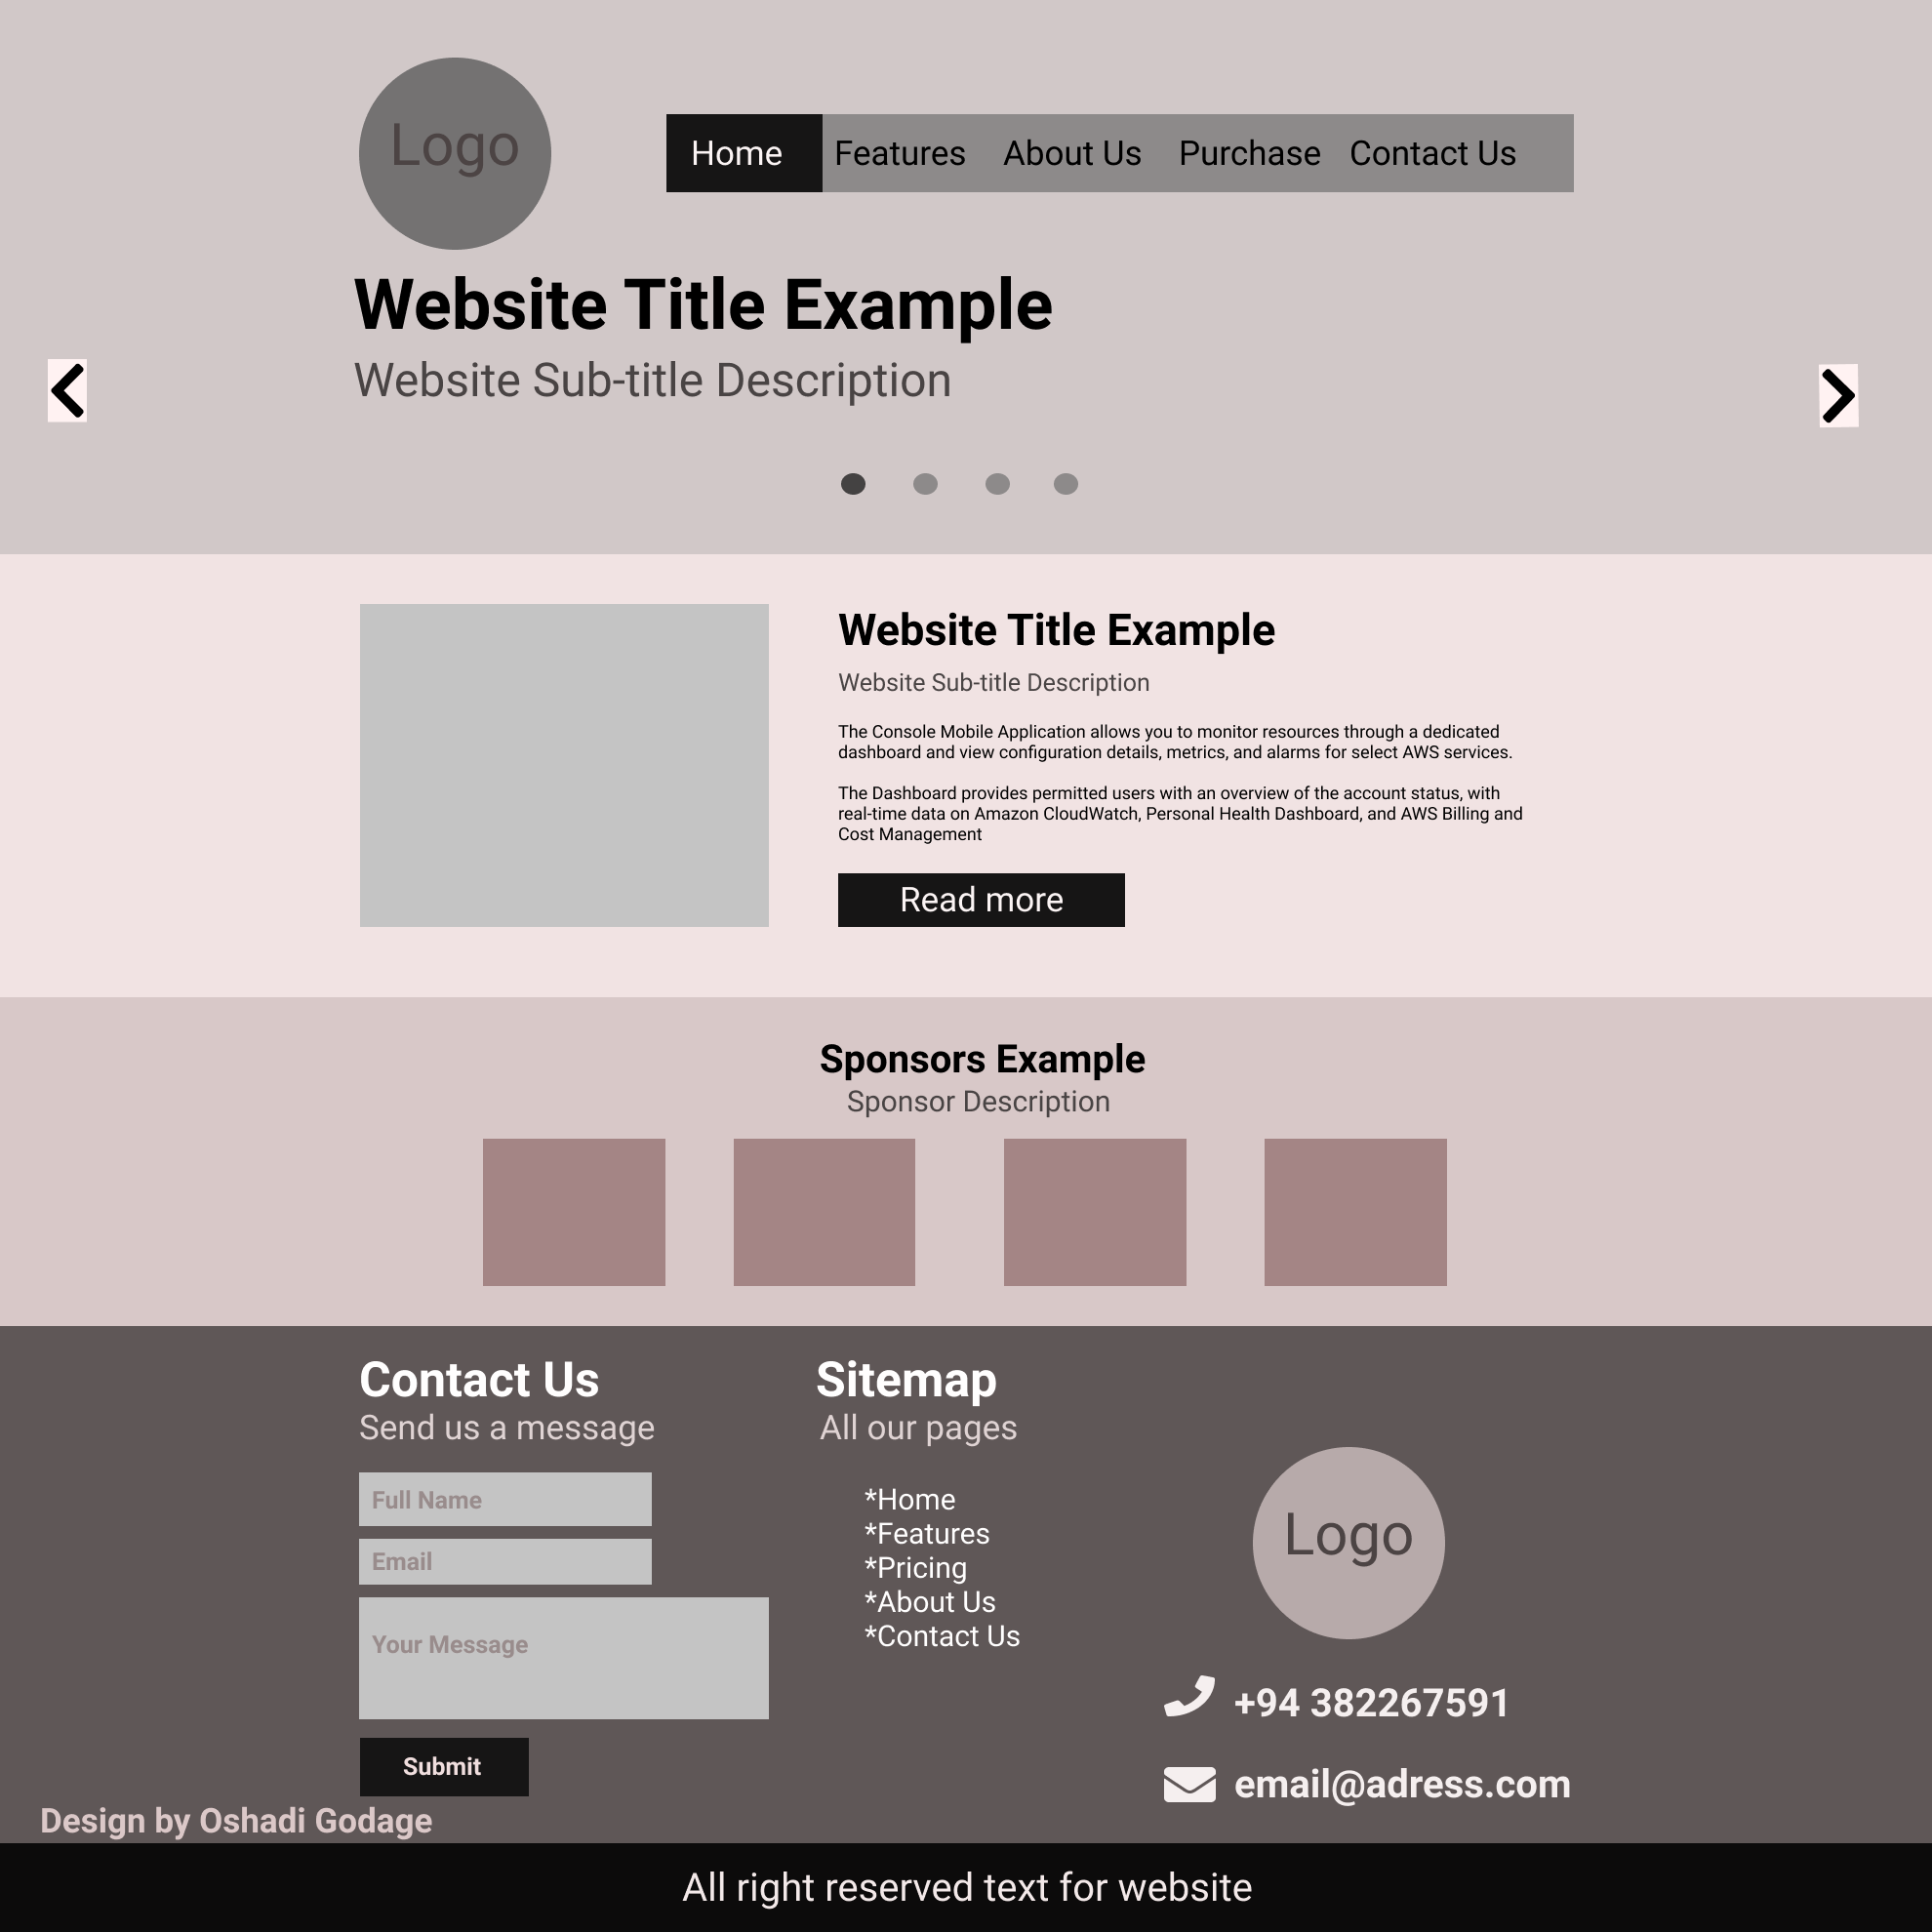 Logo
Home Features About Us Purchase Contact Us
Website Title Example
Website Sub-title Description
Website Title Example
Website Sub-title Description
The Console Mobile Application allows you to monitor resources through a dedicated
dashboard and view configuration details, metrics, and alarms for select AWS services.
The Dashboard provides permitted users with an overview of the account status, with
real-time data on Amazon CloudWatch, Personal Health Dashboard, and AWS Billing and
Cost Management
Read more
Sponsors Example
Sponsor Description
Contact Us
Send us a message
Full Name
Email
Your Message
Submit
Sitemap
All our pages
*Home
*Features
*Pricing
*About Us
*Contact Us
Logo
+94 382267591
email@adress.com
Design by Oshadi Godage
All right reserved text for website